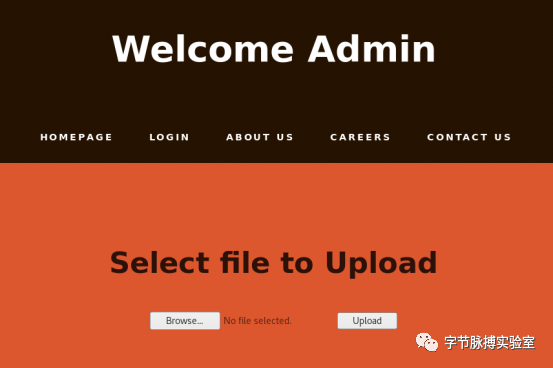 Welcome Admin
HOMEPAGE LOGIN ABOUT US CAREERS CONTACT US
Select file to Upload
Browse... No file selected. Upload
字节脉搏实验室